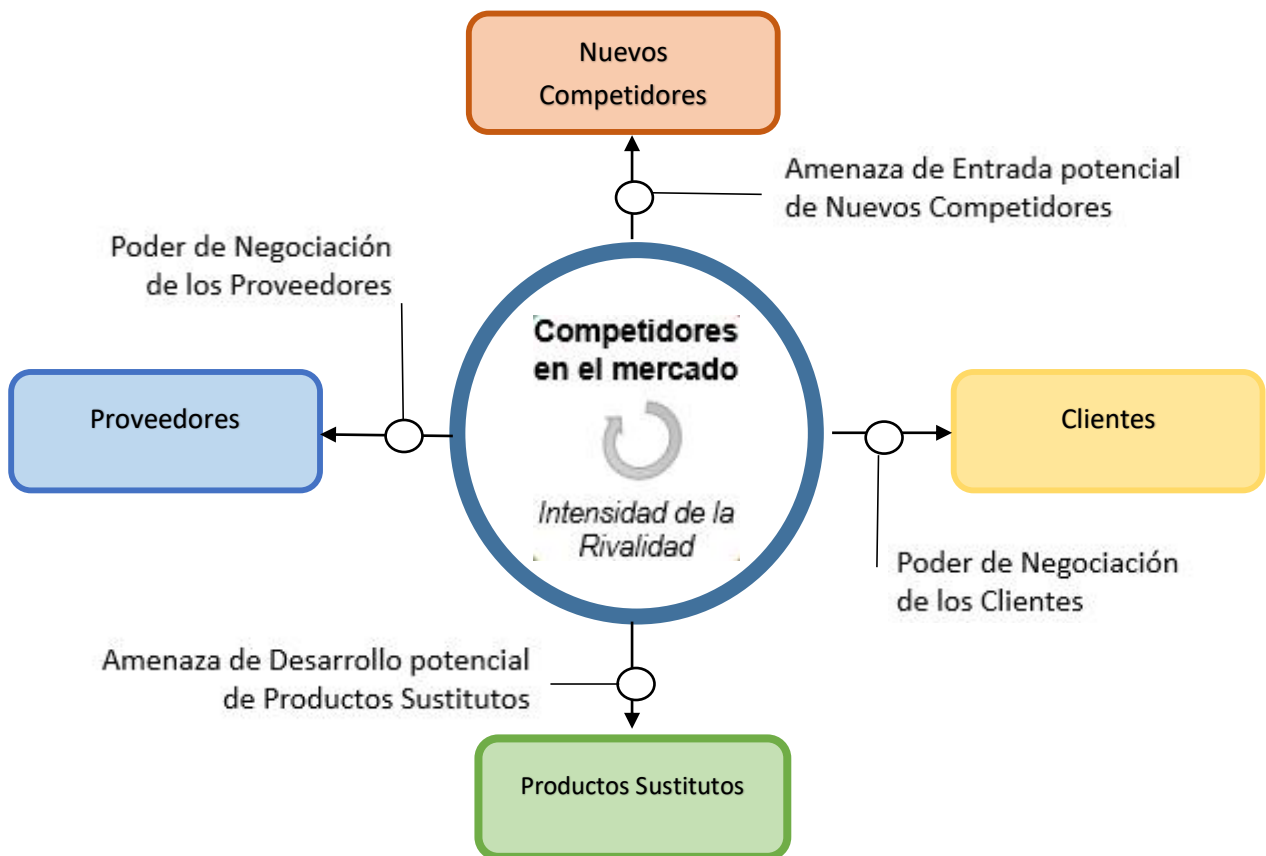 Nuevos
Competidores
Amenaza de Entrada potencial
de Nuevos Competidores
Poder de Negociación
de los Proveedores
Competidores
en el mercado
Intensidad de la
Rivalidad
Proveedores
Clientes
Poder de Negociación
de los Clientes
Amenaza de Desarrollo potencial
de Productos Sustitutos
Productos Sustitutos